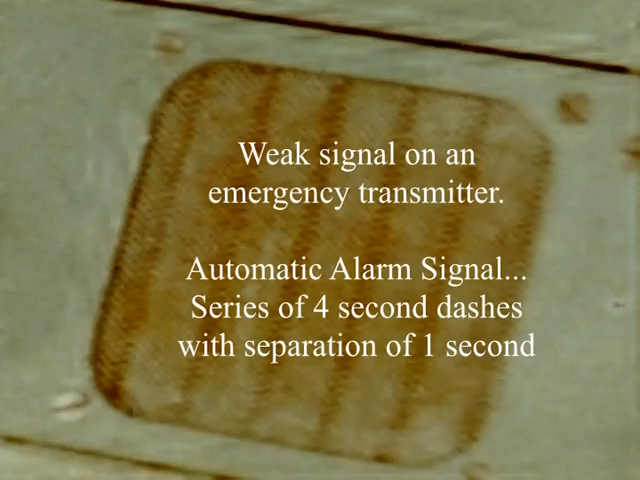 Weak signal on an
emergency transmitter.
Automatic Alarm Signal...
Series of 4 second dashes
with separation of 1 second